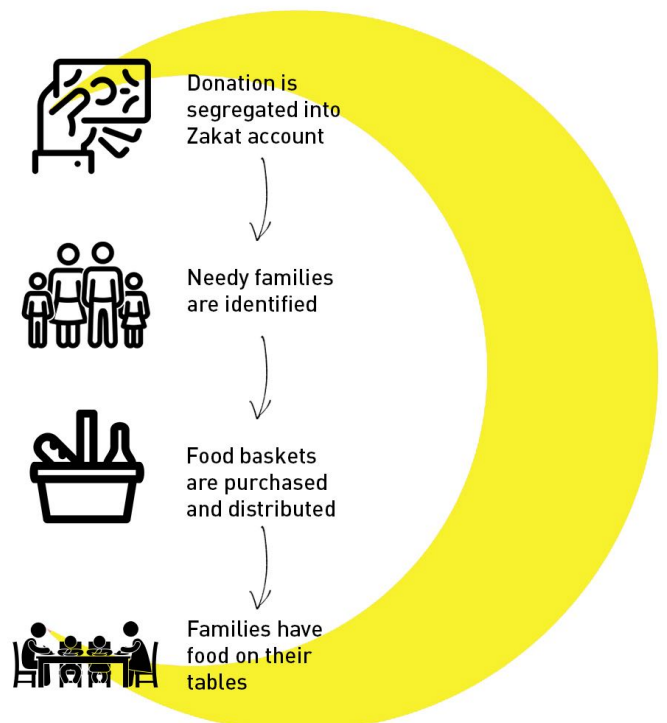 Donation is
segregated into
Zakat account
Needy families
are identified
Food baskets
are purchased
and distributed
Families have
food on their
tables